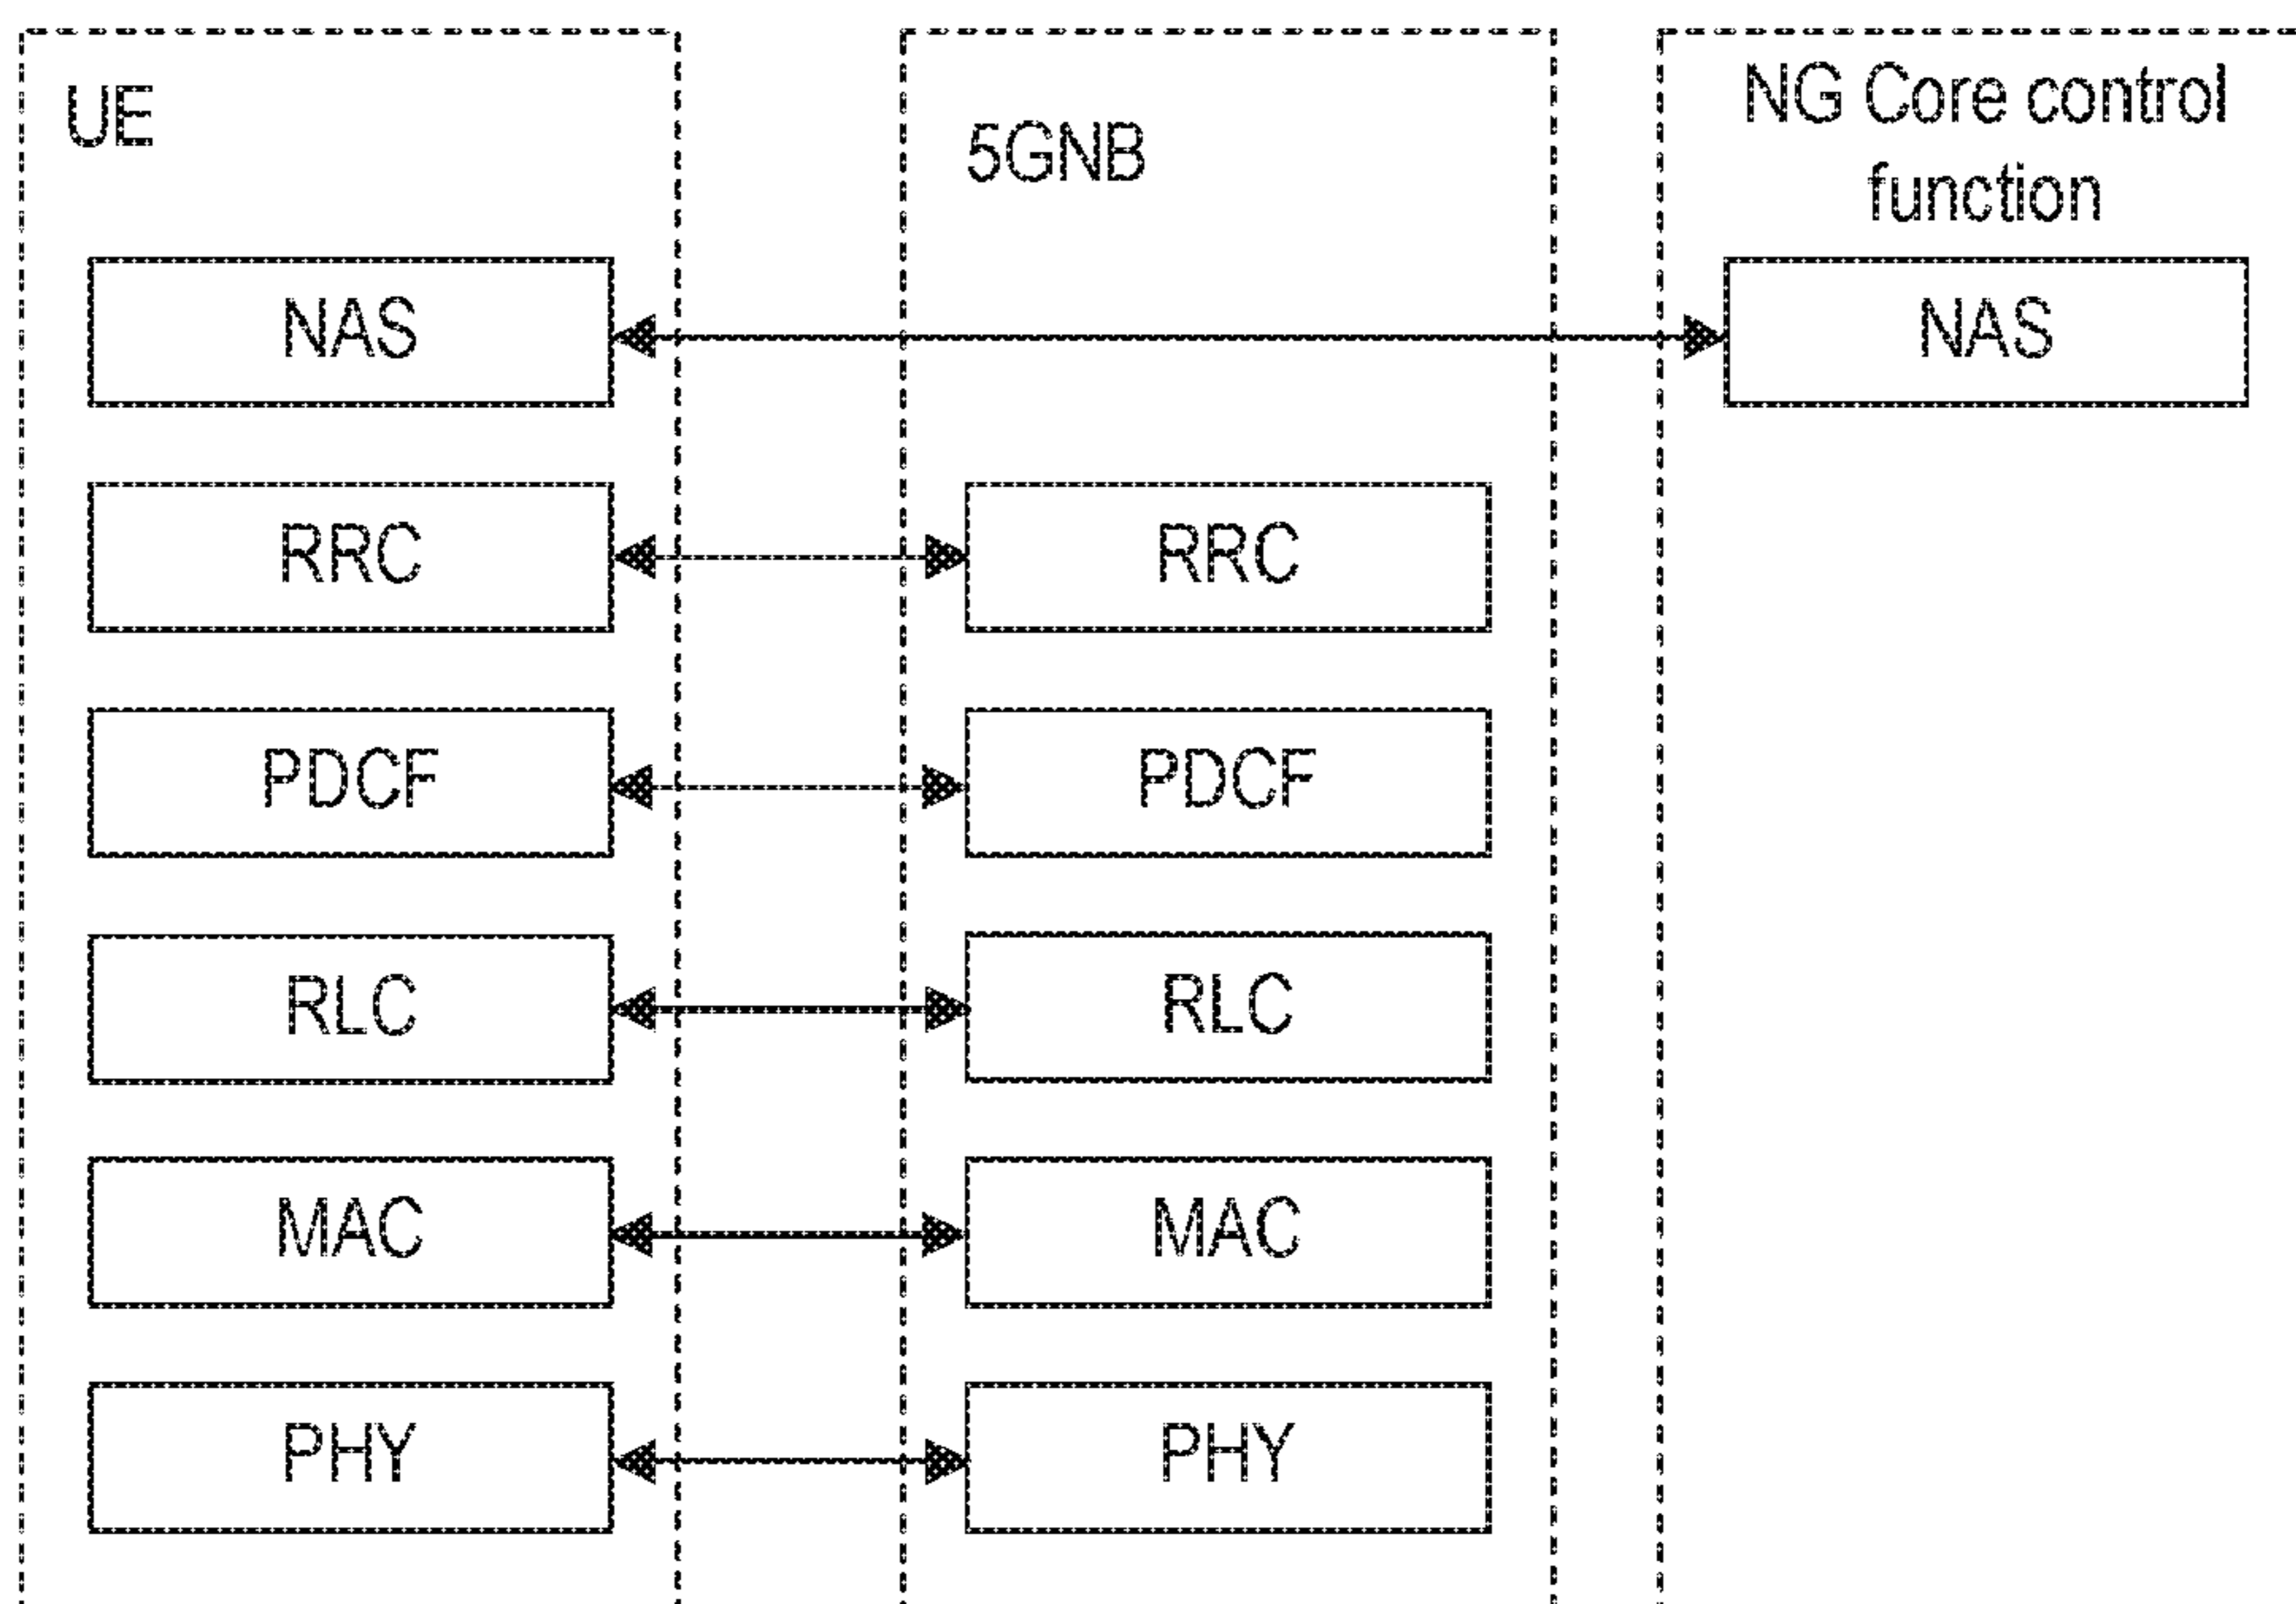 UE
5GNB
NG Core control
function
NAS
NAS
RRC
RRC
PDCF
PDCF
RLC
RLC
MAC
MAC
PHY
PHY